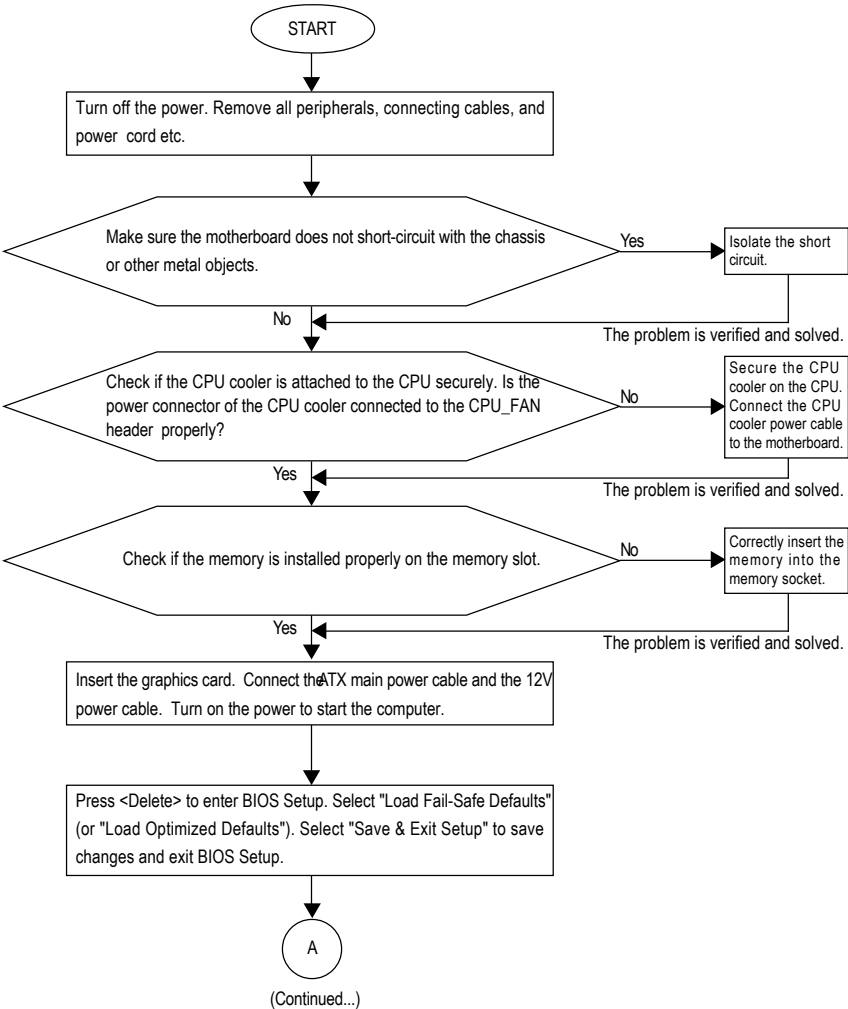 START
Turn off the power. Remove all peripherals, connecting cables, and
power cord etc.
Make sure the motherboard does not short-circuit with the chassis
or other metal objects.
Yes
Isolate the short
circuit.
No
The problem is verified and solved.
Check if the CPU cooler is attached to the CPU securely. Is the
power connector of the CPU cooler connected to the CPU_FAN
header properly?
No
Secure the CPU
cooler on the CPU.
Connect the CPU
cooler power cable
to the motherboard.
Yes
The problem is verified and solved.
Check if the memory is installed properly on the memory slot.
No
Correctly insert the
memory into the
memory socket.
Yes
The problem is verified and solved.
Insert the graphics card. Connect the ATX main power cable and the 12V
power cable. Turn on the power to start the computer.
Press <Delete> to enter BIOS Setup. Select "Load Fail-Safe Defaults"
(or "Load Optimized Defaults"). Select "Save & Exit Setup" to save
changes and exit BIOS Setup.
A
(Continued...)